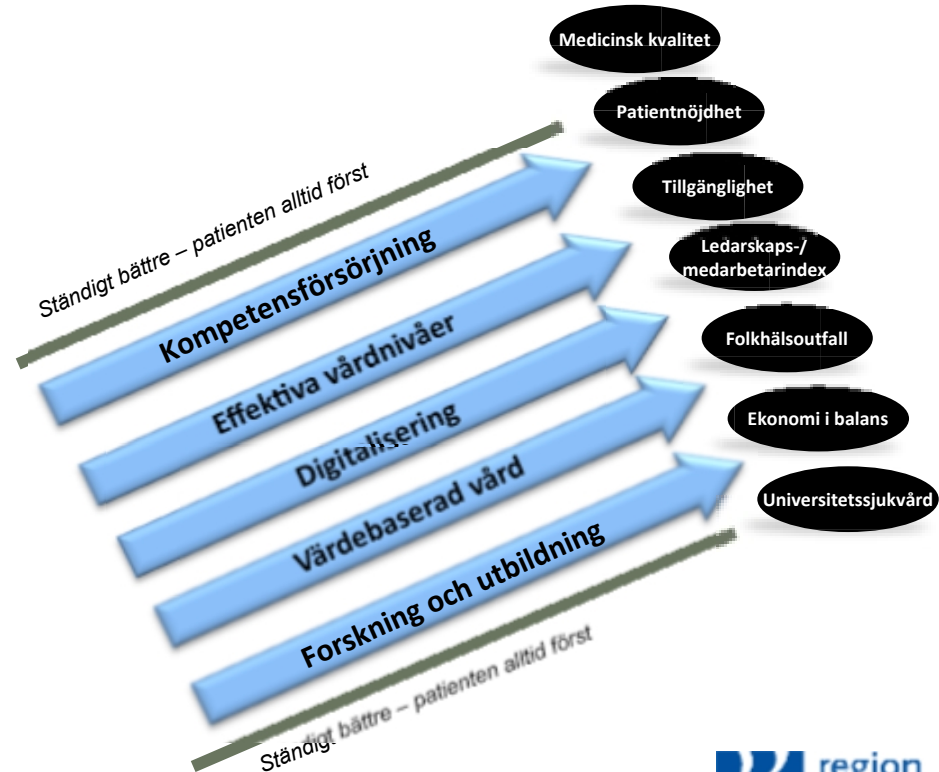 Medicinsk kvalitet
Patientnöjdhet
Tillgänglighet
Ledarskaps-/
medarbetarindex
Folkhälsoutfall
Ekonomi i balans
Universitetssjukvård
Ständigt bättre – patienten alltid först
Kompetensförsörjning
Effektiva vårdnivåer
Digitalisering
Värdebaserad vård
Forskning och utbildning
Ständigt bättre – patienten alltid först
region